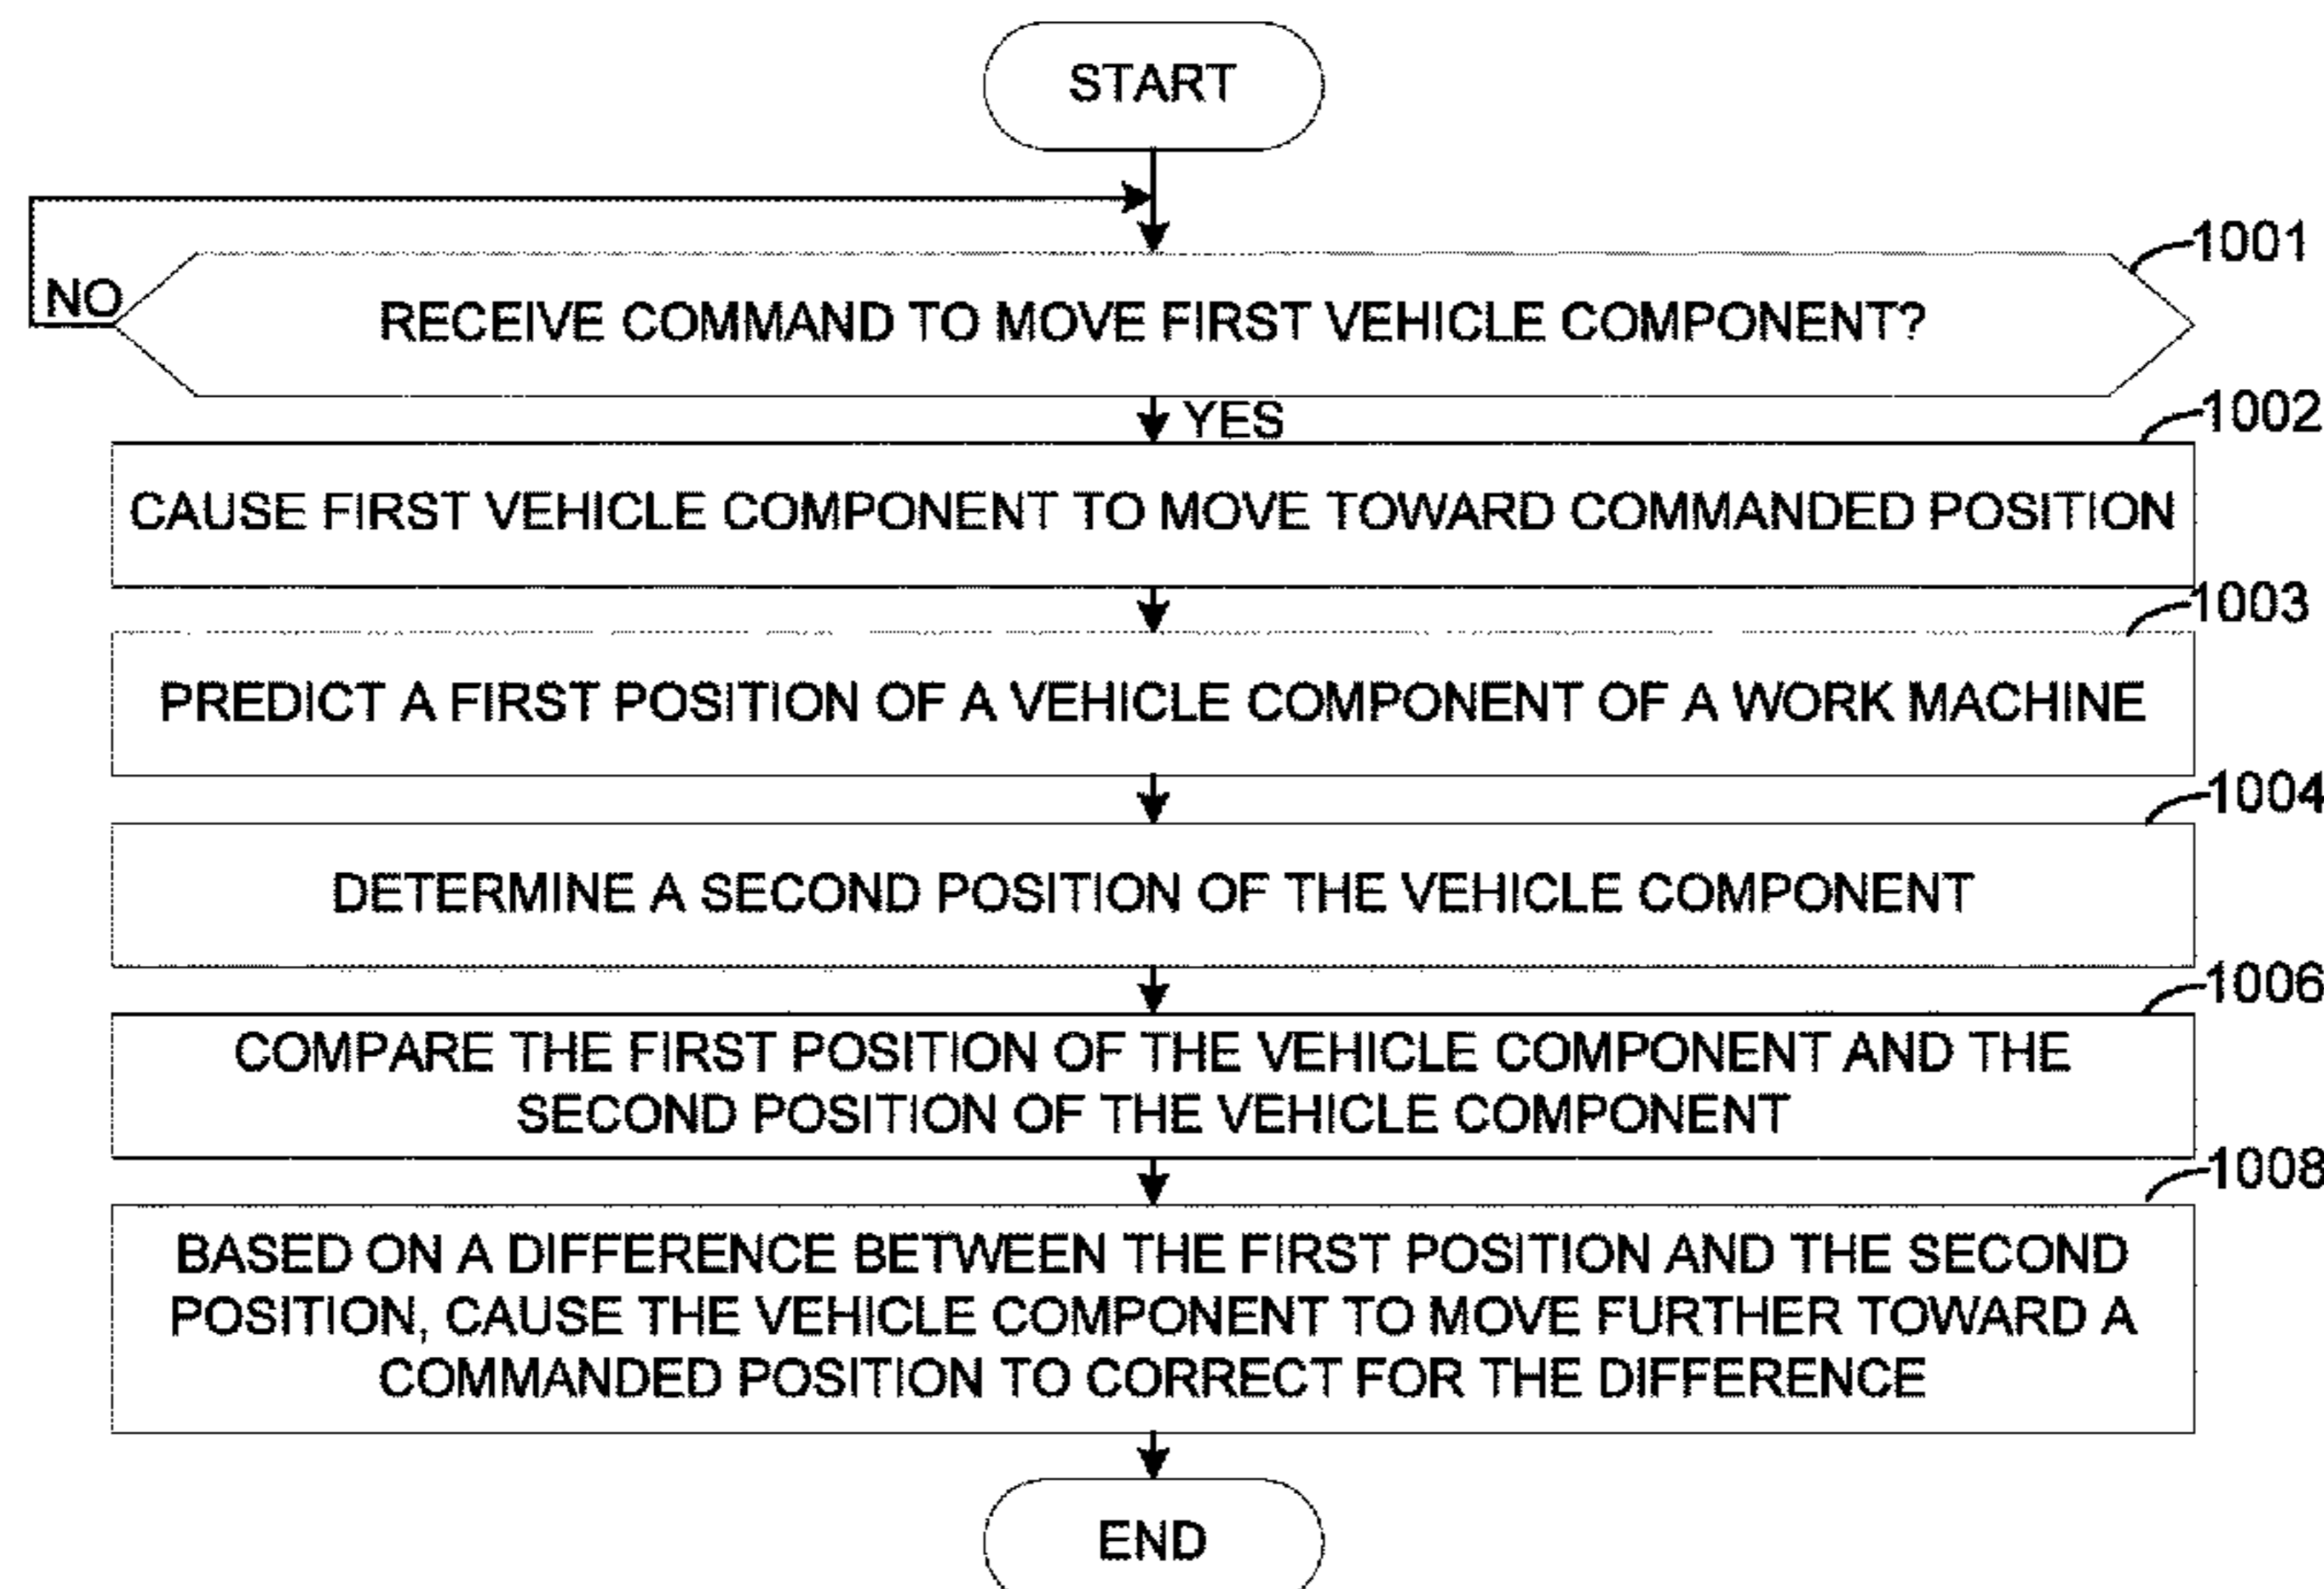 START
NO
1001
RECEIVE COMMAND TO MOVE FIRST VEHICLE COMPONENT?
YES
1002
CAUSE FIRST VEHICLE COMPONENT TO MOVE TOWARD COMMANDED POSITION
1003
PREDICT A FIRST POSITION OF A VEHICLE COMPONENT OF A WORK MACHINE
1004
DETERMINE A SECOND POSITION OF THE VEHICLE COMPONENT
1006
COMPARE THE FIRST POSITION OF THE VEHICLE COMPONENT AND THE
SECOND POSITION OF THE VEHICLE COMPONENT
1008
BASED ON A DIFFERENCE BETWEEN THE FIRST POSITION AND THE SECOND
POSITION, CAUSE THE VEHICLE COMPONENT TO MOVE FURTHER TOWARD A
COMMANDED POSITION TO CORRECT FOR THE DIFFERENCE
END